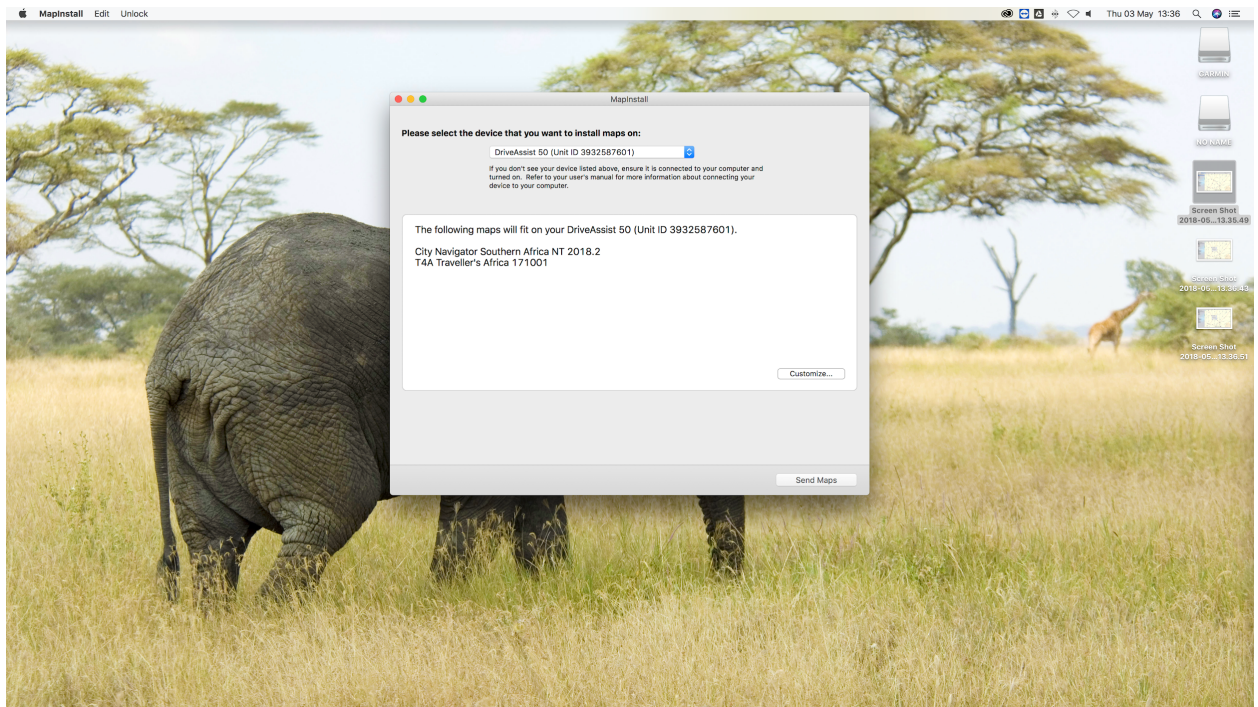 MapInstall Edit Unlock Thu 03 May 13:36
GARMIN
NO NAME
Screen Shot
2018-05...13.35.49
Screen Shot
2018-05...13.36.43
Screen Shot
2018-05...13.36.51
MapInstall
Please select the device that you want to install maps on:
DriveAssist 50 (Unit ID 3932587601)
If you don't see your device listed above, ensure it is connected to your computer and
turned on. Refer to your user's manual for more information about connecting your
device to your computer.
The following maps will fit on your DriveAssist 50 (Unit ID 3932587601).
City Navigator Southern Africa NT 2018.2
T4A Traveller's Africa 171001
Customize...
Send Maps